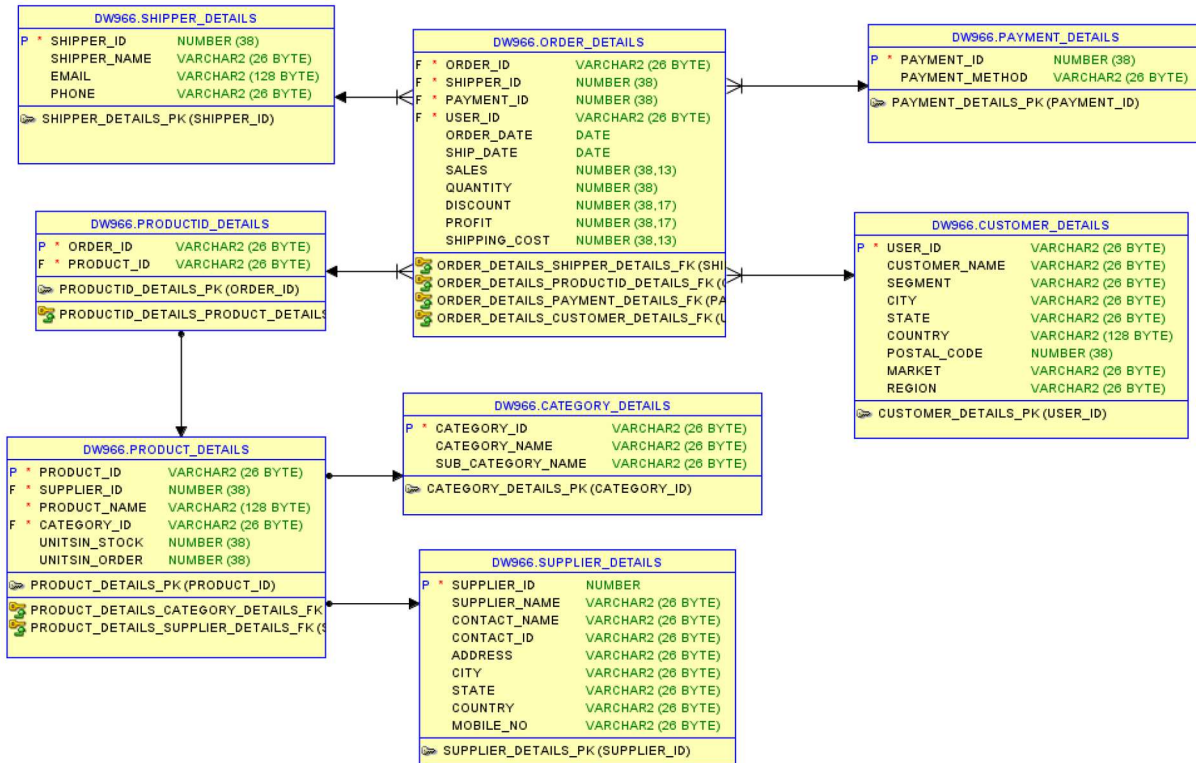 DW966.SHIPPER_DETAILS
P * SHIPPER_ID NUMBER (38)
SHIPPER_NAME VARCHAR2 (26 BYTE)
EMAIL VARCHAR2 (128 BYTE)
PHONE VARCHAR2 (26 BYTE)
SHIPPER_DETAILS_PK (SHIPPER_ID)
DW966.ORDER_DETAILS
F * ORDER_ID VARCHAR2 (26 BYTE)
F * SHIPPER_ID NUMBER (38)
F * PAYMENT_ID NUMBER (38)
F * USER_ID VARCHAR2 (26 BYTE)
ORDER_DATE DATE
SHIP_DATE DATE
SALES NUMBER (38,13)
QUANTITY NUMBER (38)
DISCOUNT NUMBER (38,17)
PROFIT NUMBER (38,17)
SHIPPING_COST NUMBER (38,13)
ORDER_DETAILS_SHIPPER_DETAILS_FK (SHI
ORDER_DETAILS_PRODUCTID_DETAILS_FK (
ORDER_DETAILS_PAYMENT_DETAILS_FK (PA
ORDER_DETAILS_CUSTOMER_DETAILS_FK (U
DW966.PAYMENT_DETAILS
P * PAYMENT_ID NUMBER (38)
PAYMENT_METHOD VARCHAR2 (26 BYTE)
PAYMENT_DETAILS_PK (PAYMENT_ID)
DW966.PRODUCTID_DETAILS
P * ORDER_ID VARCHAR2 (26 BYTE)
F * PRODUCT_ID VARCHAR2 (26 BYTE)
PRODUCTID_DETAILS_PK (ORDER_ID)
PRODUCTID_DETAILS_PRODUCT_DETAILS
DW966.CUSTOMER_DETAILS
P * USER_ID VARCHAR2 (26 BYTE)
CUSTOMER_NAME VARCHAR2 (26 BYTE)
SEGMENT VARCHAR2 (26 BYTE)
CITY VARCHAR2 (26 BYTE)
STATE VARCHAR2 (26 BYTE)
COUNTRY VARCHAR2 (128 BYTE)
POSTAL_CODE NUMBER (38)
MARKET VARCHAR2 (26 BYTE)
REGION VARCHAR2 (26 BYTE)
CUSTOMER_DETAILS_PK (USER_ID)
DW966.CATEGORY_DETAILS
P * CATEGORY_ID VARCHAR2 (26 BYTE)
CATEGORY_NAME VARCHAR2 (26 BYTE)
SUB_CATEGORY_NAME VARCHAR2 (26 BYTE)
CATEGORY_DETAILS_PK (CATEGORY_ID)
DW966.PRODUCT_DETAILS
P * PRODUCT_ID VARCHAR2 (26 BYTE)
F * SUPPLIER_ID NUMBER (38)
* PRODUCT_NAME VARCHAR2 (128 BYTE)
F * CATEGORY_ID VARCHAR2 (26 BYTE)
UNITSIN_STOCK NUMBER (38)
UNITSIN_ORDER NUMBER (38)
PRODUCT_DETAILS_PK (PRODUCT_ID)
PRODUCT_DETAILS_CATEGORY_DETAILS_FK
PRODUCT_DETAILS_SUPPLIER_DETAILS_FK (S
DW966.SUPPLIER_DETAILS
P * SUPPLIER_ID NUMBER
SUPPLIER_NAME VARCHAR2 (26 BYTE)
CONTACT_NAME VARCHAR2 (26 BYTE)
CONTACT_ID VARCHAR2 (26 BYTE)
ADDRESS VARCHAR2 (26 BYTE)
CITY VARCHAR2 (26 BYTE)
STATE VARCHAR2 (26 BYTE)
COUNTRY VARCHAR2 (26 BYTE)
MOBILE_NO VARCHAR2 (26 BYTE)
SUPPLIER_DETAILS_PK (SUPPLIER_ID)